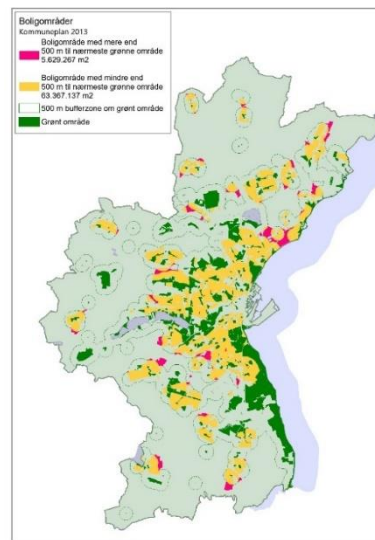 Boligområder
Kommuneplan 2013
Boligområde med mere end
500 m til nærmeste grønne område
5.629.267 m2
Boligområde med mindre end
500 m til nærmeste grønne område
63.367.137 m2
500 m bufferzone om grønt område
Grønt område